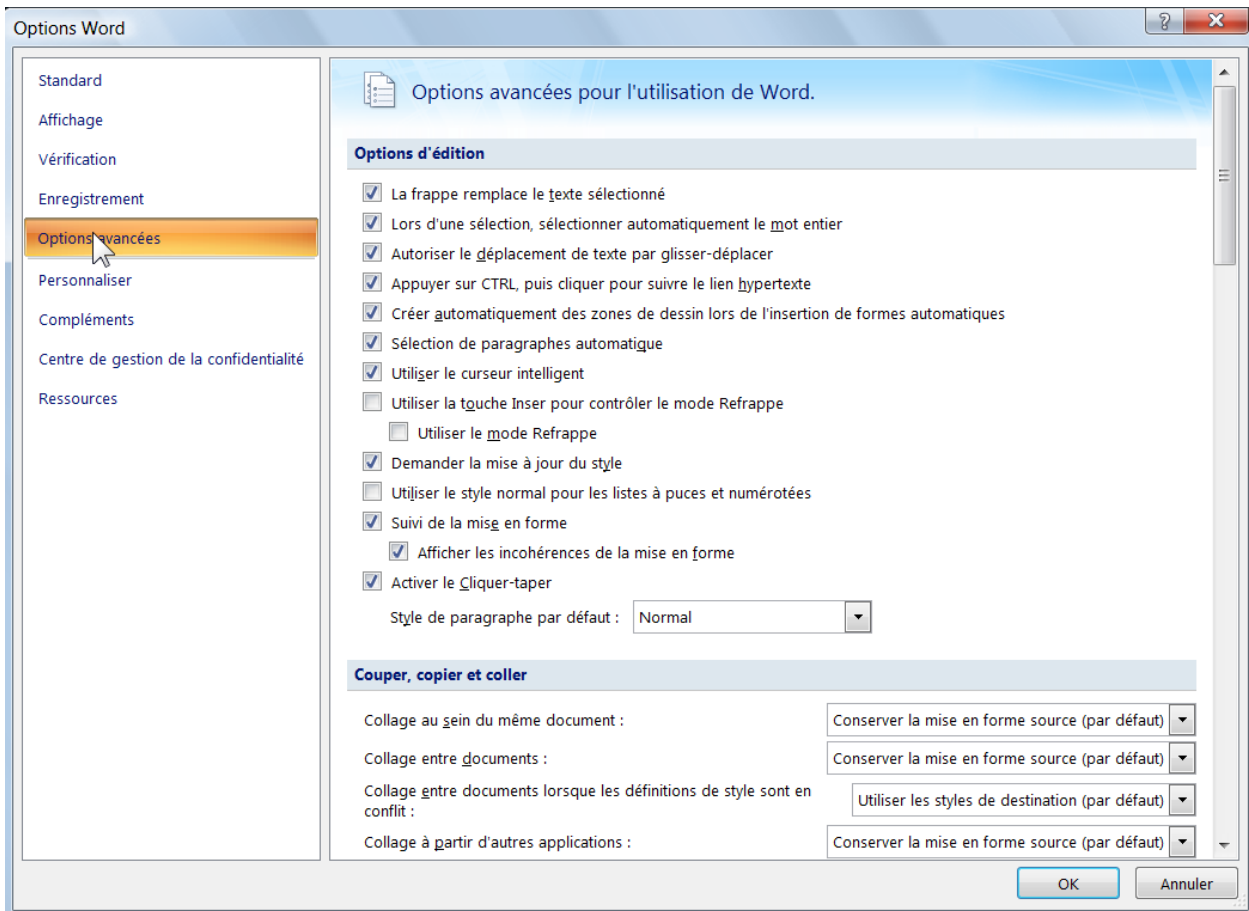 Options Word
Standard
Affichage
Vérification
Enregistrement
Options avancées
Personnaliser
Compléments
Centre de gestion de la confidentialité
Ressources
Options avancées pour l'utilisation de Word.
Options d'édition
La frappe remplace le texte sélectionné
Lors d'une sélection, sélectionner automatiquement le mot entier
Autoriser le déplacement de texte par glisser-déplacer
Appuyer sur CTRL, puis cliquer pour suivre le lien hypertexte
Créer automatiquement des zones de dessin lors de l'insertion de formes automatiques
Sélection de paragraphes automatique
Utiliser le curseur intelligent
Utiliser la touche Inser pour contrôler le mode Refrappe
Utiliser le mode Refrappe
Demander la mise à jour du style
Utiliser le style normal pour les listes à puces et numérotées
Suivi de la mise en forme
Afficher les incohérences de la mise en forme
Activer le Cliquer-taper
Style de paragraphe par défaut : Normal
Couper, copier et coller
Collage au sein du même document : Conserver la mise en forme source (par défaut)
Collage entre documents : Conserver la mise en forme source (par défaut)
Collage entre documents lorsque les définitions de style sont en
conflit : Utiliser les styles de destination (par défaut)
Collage à partir d'autres applications : Conserver la mise en forme source (par défaut)
OK Annuler